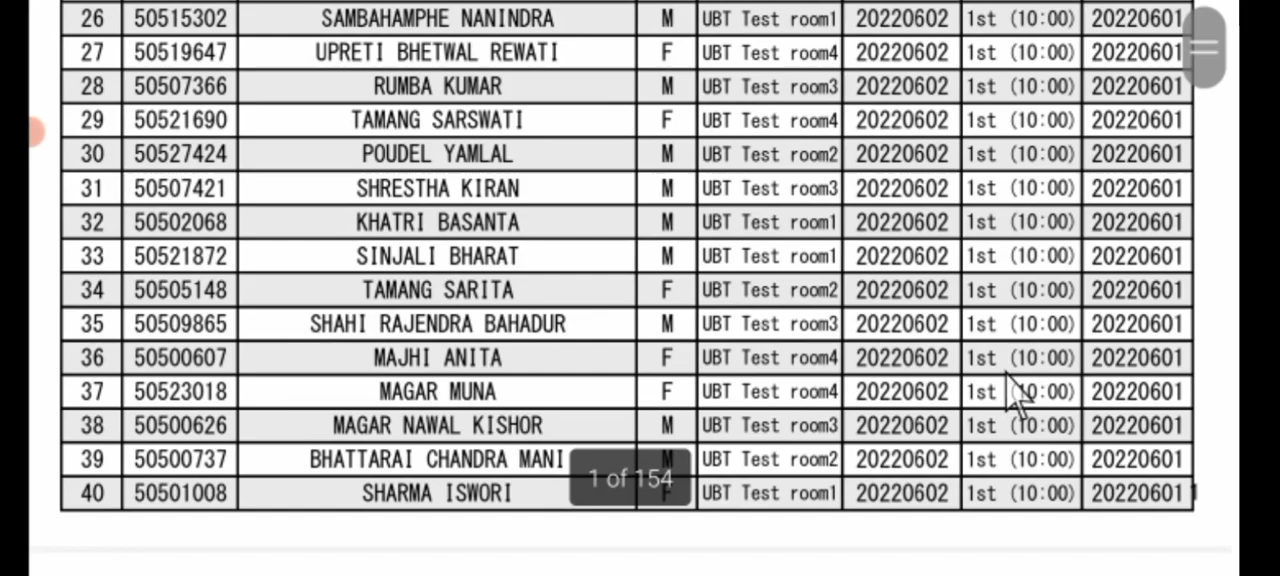 26 50515302 SAMBAHAMPHE NANINDRA M UBT Test room1 20220602 1st (10:00) 20220601
27 50519647 UPRETI BHETWAL REWATI F UBT Test room4 20220602 1st (10:00) 20220601
28 50507366 RUMBA KUMAR M UBT Test room3 20220602 1st (10:00) 20220601
29 50521690 TAMANG SARSWATI F UBT Test room4 20220602 1st (10:00) 20220601
30 50527424 POUDEL YAMLAL M UBT Test room2 20220602 1st (10:00) 20220601
31 50507421 SHRESTHA KIRAN M UBT Test room3 20220602 1st (10:00) 20220601
32 50502068 KHATRI BASANTA M UBT Test room1 20220602 1st (10:00) 20220601
33 50521872 SINJALI BHARAT M UBT Test room1 20220602 1st (10:00) 20220601
34 50505148 TAMANG SARITA F UBT Test room2 20220602 1st (10:00) 20220601
35 50509865 SHAHI RAJENDRA BAHADUR M UBT Test room3 20220602 1st (10:00) 20220601
36 50500607 MAJHI ANITA F UBT Test room4 20220602 1st (10:00) 20220601
37 50523018 MAGAR MUNA F UBT Test room4 20220602 1st (10:00) 20220601
38 50500626 MAGAR NAWAL KISHOR M UBT Test room3 20220602 1st (10:00) 20220601
39 50500737 BHATTARAI CHANDRA MANI M UBT Test room2 20220602 1st (10:00) 20220601
40 50501008 SHARMA ISWORI F UBT Test room1 20220602 1st (10:00) 20220601
1 of 154